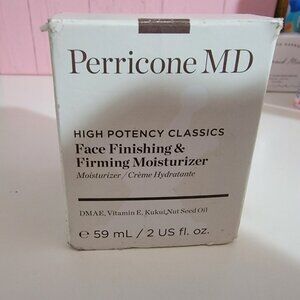 Perricone MD
HIGH POTENCY CLASSICS
Face Finishing &
Firming Moisturizer
Moisturizer / Crème Hydratante
DMAE, Vitamin E, Kukui Nut Seed Oil
℮ 59 mL / 2 US fl. oz.